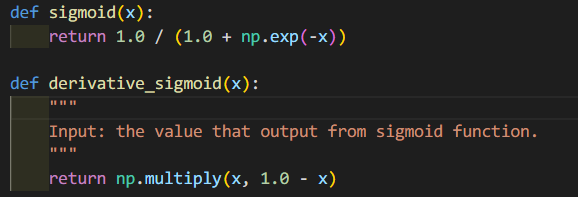 def sigmoid(x):
    return 1.0 / (1.0 + np.exp(-x))

def derivative_sigmoid(x):
    """
    Input: the value that output from sigmoid function.
    """
    return np.multiply(x, 1.0 - x)